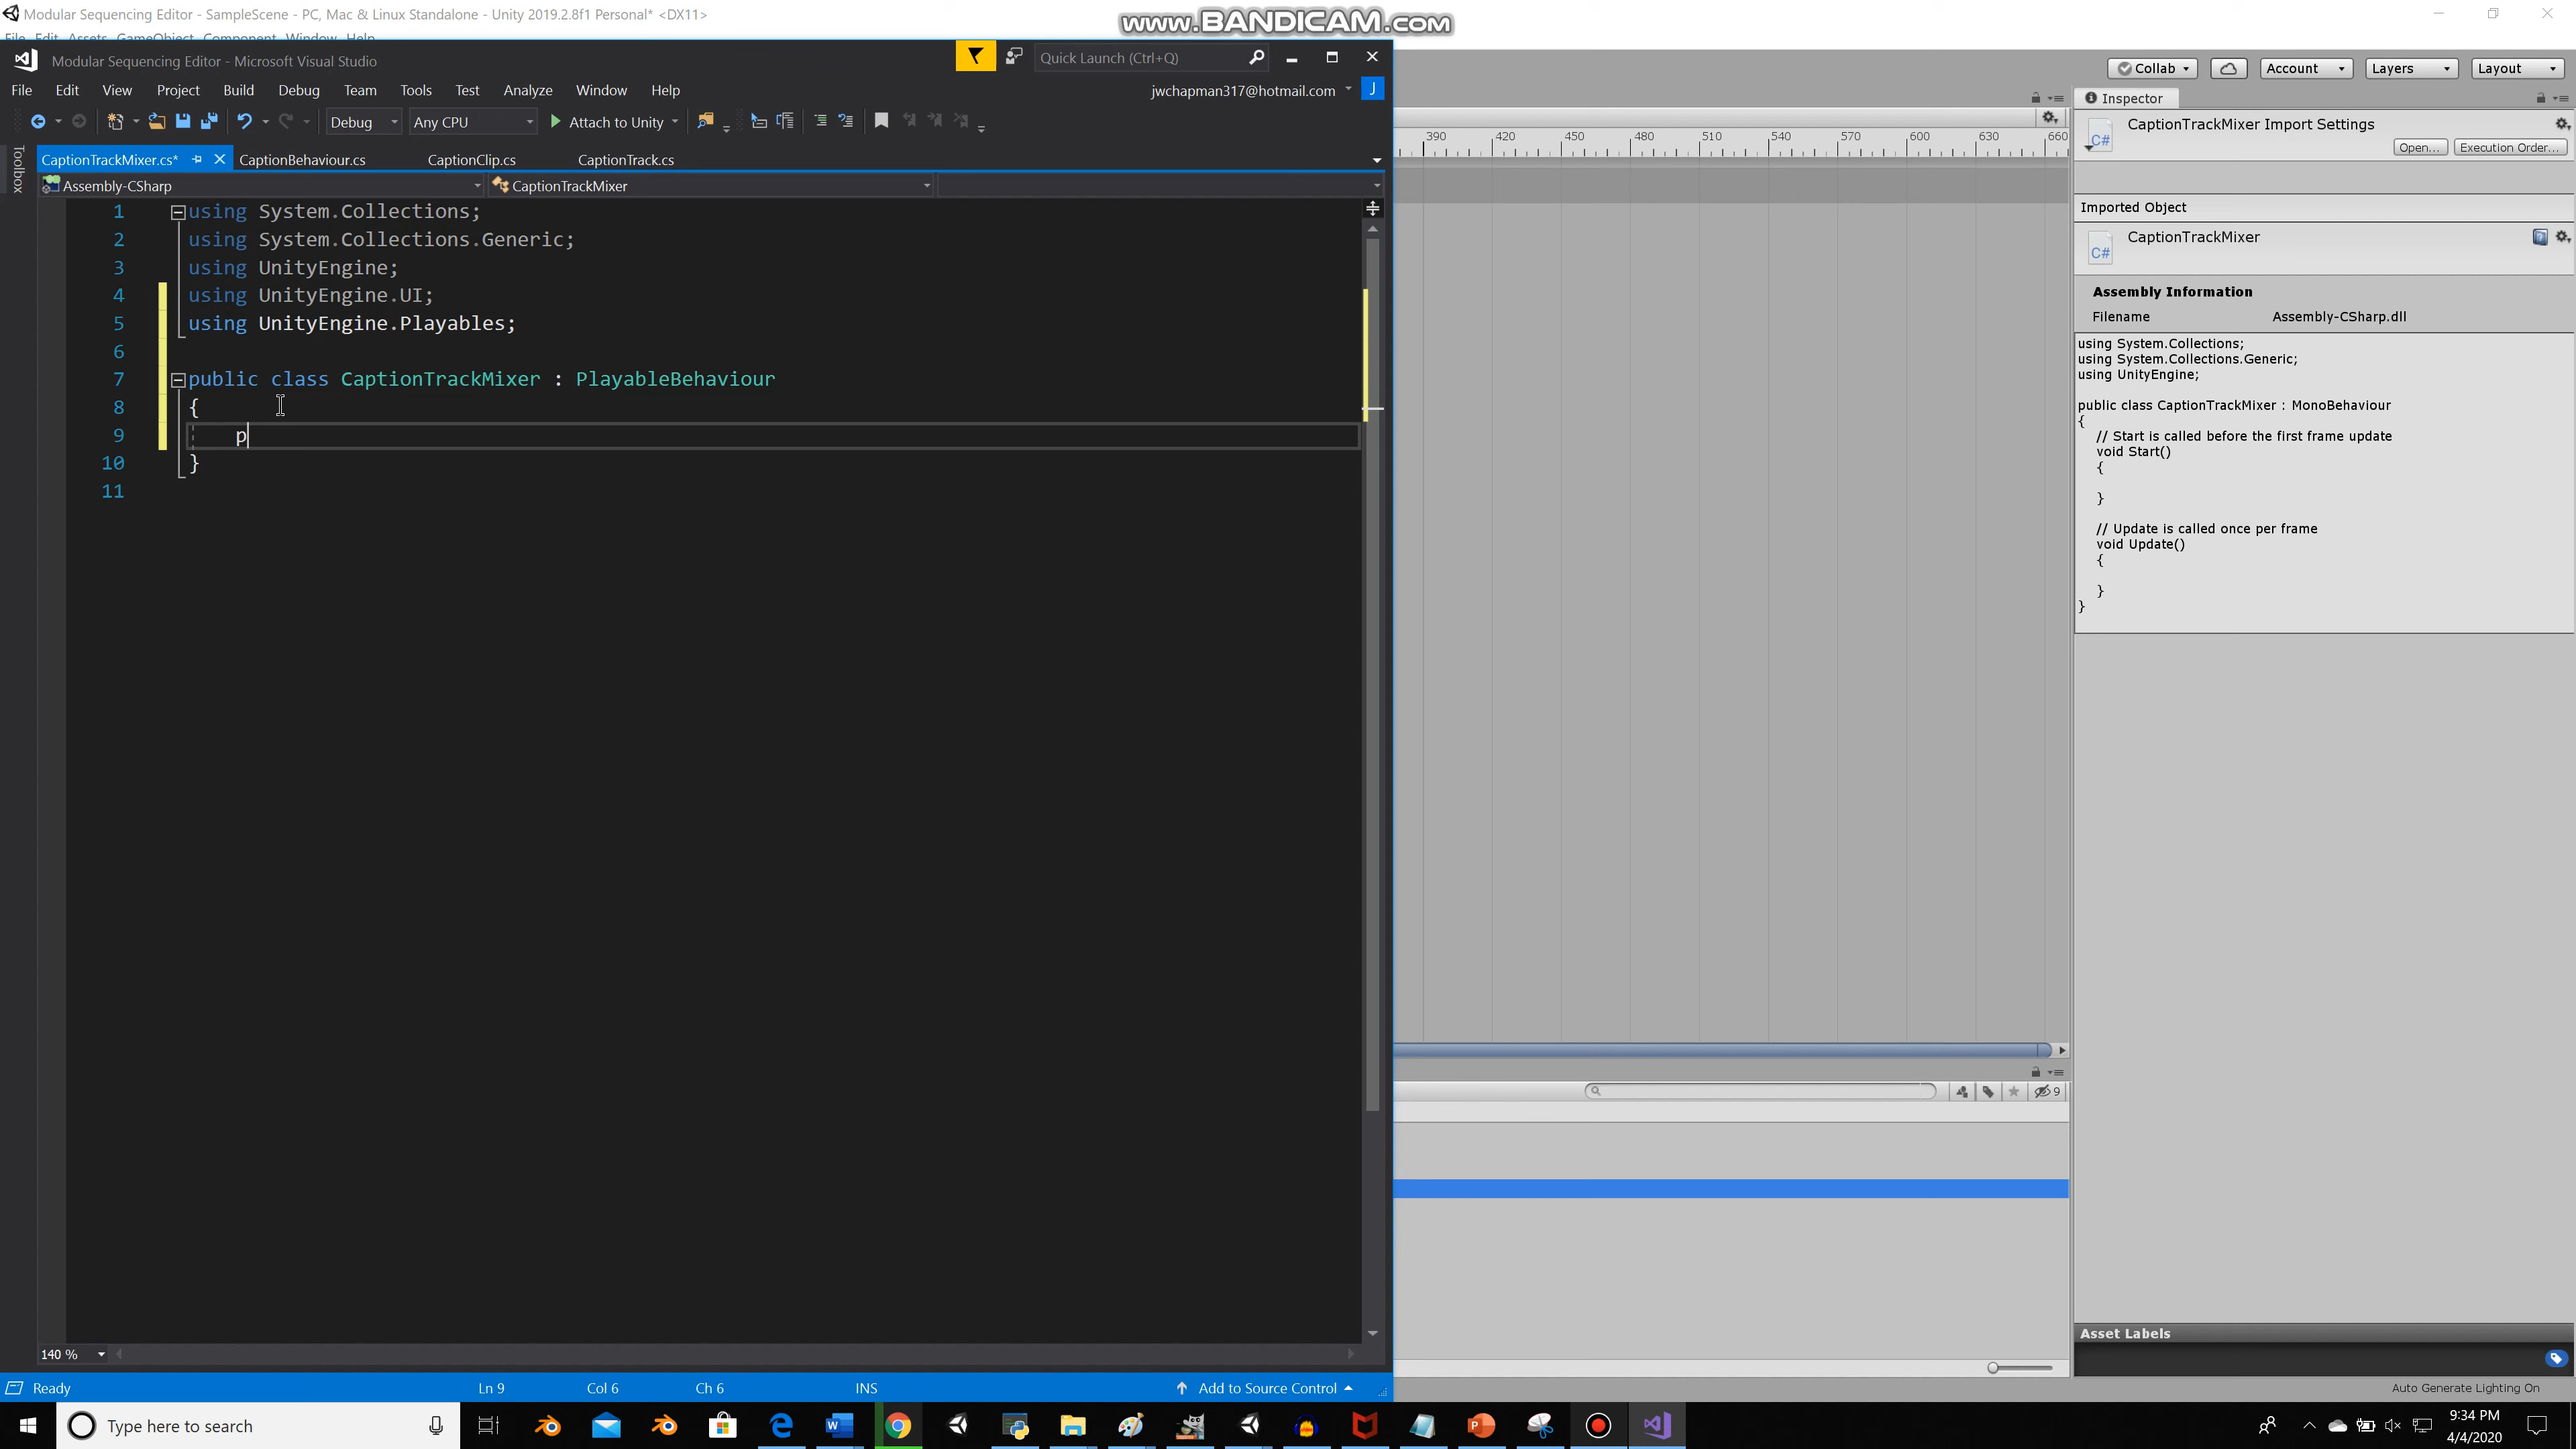 Modular Sequencing Editor - SampleScene - PC, Mac & Linux Standalone - Unity 2019.2.8f1 Personal* <DX11>
www.BANDICAM.com
File Edit Assets GameObject Component Window Help
Modular Sequencing Editor - Microsoft Visual Studio
Quick Launch (Ctrl+Q)
File Edit View Project Build Debug Team Tools Test Analyze Window Help
jwchapman317@hotmail.com
J
Debug
Any CPU
Attach to Unity
Toolbox
CaptionTrackMixer.cs*
CaptionBehaviour.cs
CaptionClip.cs
CaptionTrack.cs
Assembly-CSharp
CaptionTrackMixer
1 using System.Collections;
2 using System.Collections.Generic;
3 using UnityEngine;
4 using UnityEngine.UI;
5 using UnityEngine.Playables;
6
7 public class CaptionTrackMixer : PlayableBehaviour
8 {
9 p
10 }
11
140 %
Ready
Ln 9
Col 6
Ch 6
INS
Add to Source Control
Collab
Account
Layers
Layout
390 420 450 480 510 540 570 600 630 660
9
Inspector
CaptionTrackMixer Import Settings
C#
Open...
Execution Order...
Imported Object
CaptionTrackMixer
C#
Assembly Information
Filename Assembly-CSharp.dll
using System.Collections;
using System.Collections.Generic;
using UnityEngine;
public class CaptionTrackMixer : MonoBehaviour
{
// Start is called before the first frame update
void Start()
{
}
// Update is called once per frame
void Update()
{
}
}
Asset Labels
Auto Generate Lighting On
Type here to search
9:34 PM
4/4/2020